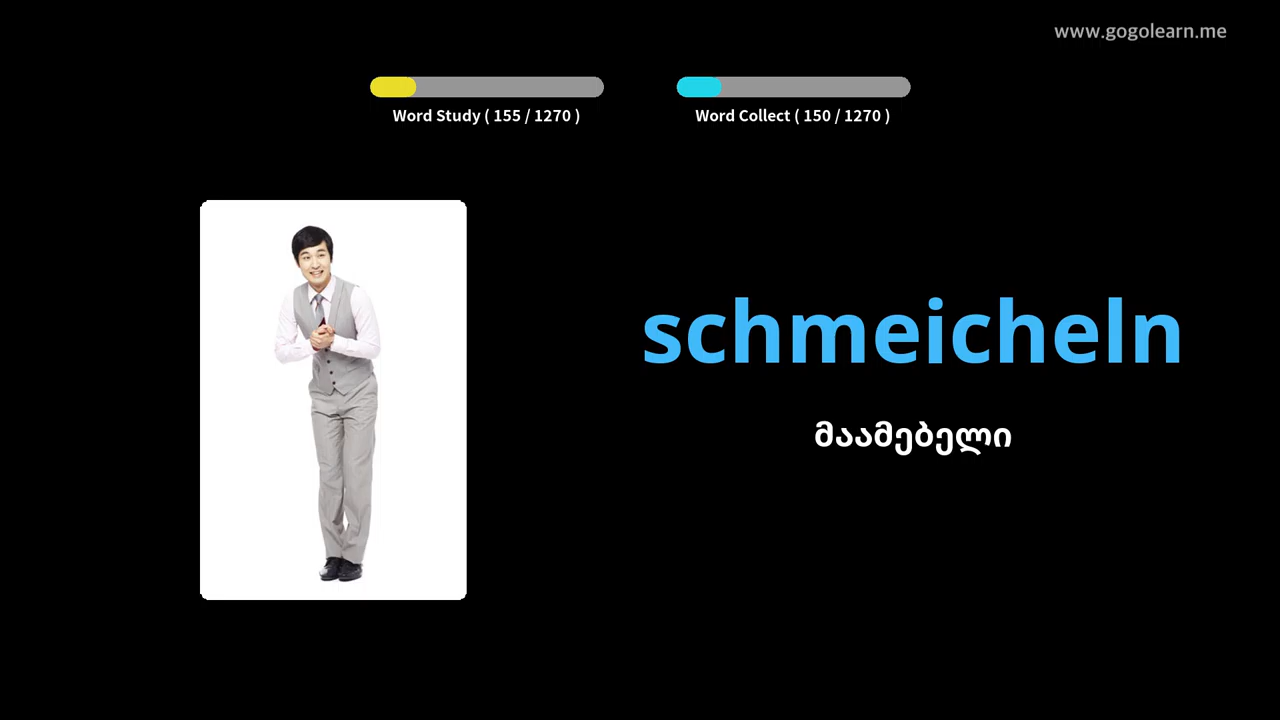 www.gogolearn.me
Word Study ( 155 / 1270 )
Word Collect ( 150 / 1270 )
schmeicheln
მაამებელი